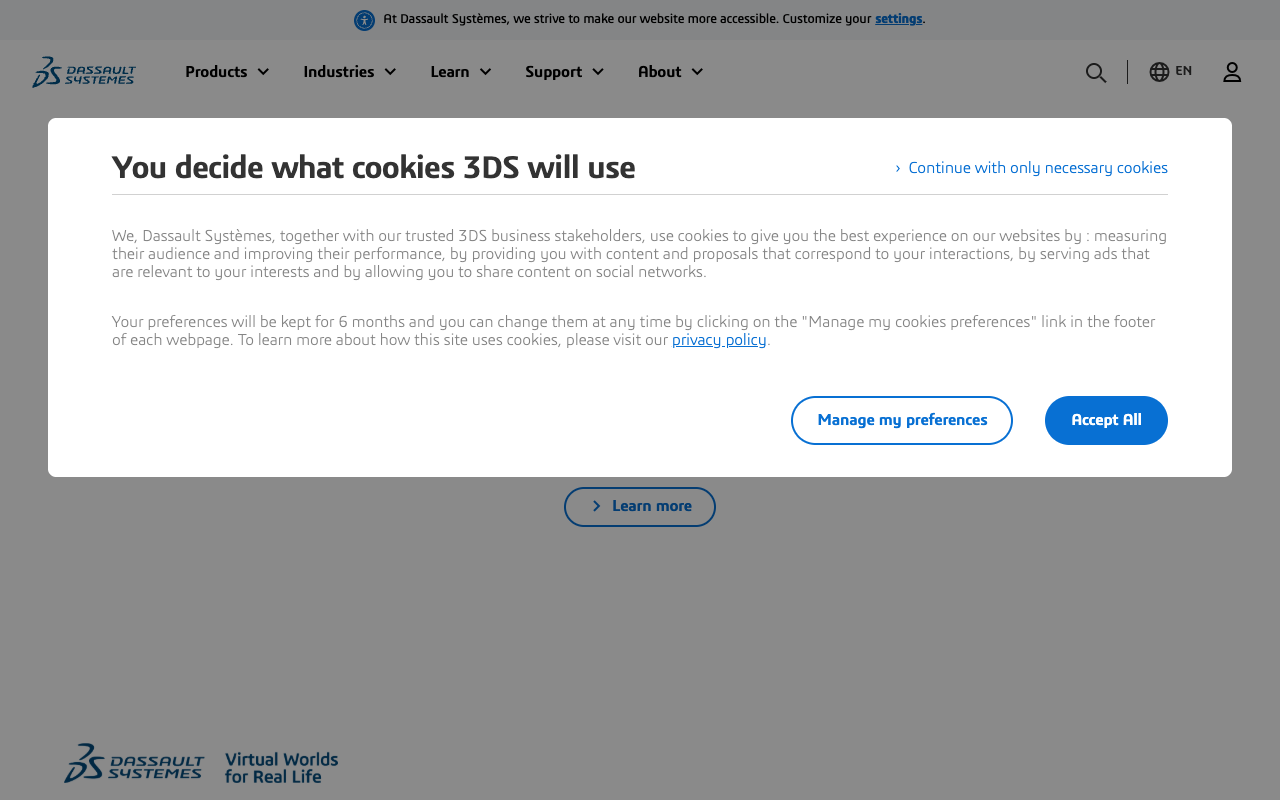 At Dassault Systèmes, we strive to make our website more accessible. Customize your settings.
DASSAULT
SYSTEMES
Products
Industries
Learn
Support
About
EN
You decide what cookies 3DS will use
› Continue with only necessary cookies
We, Dassault Systèmes, together with our trusted 3DS business stakeholders, use cookies to give you the best experience on our websites by : measuring
their audience and improving their performance, by providing you with content and proposals that correspond to your interactions, by serving ads that
are relevant to your interests and by allowing you to share content on social networks.
Your preferences will be kept for 6 months and you can change them at any time by clicking on the "Manage my cookies preferences" link in the footer
of each webpage. To learn more about how this site uses cookies, please visit our privacy policy.
Manage my preferences
Accept All
Learn more
DASSAULT
SYSTEMES
Virtual Worlds
for Real Life